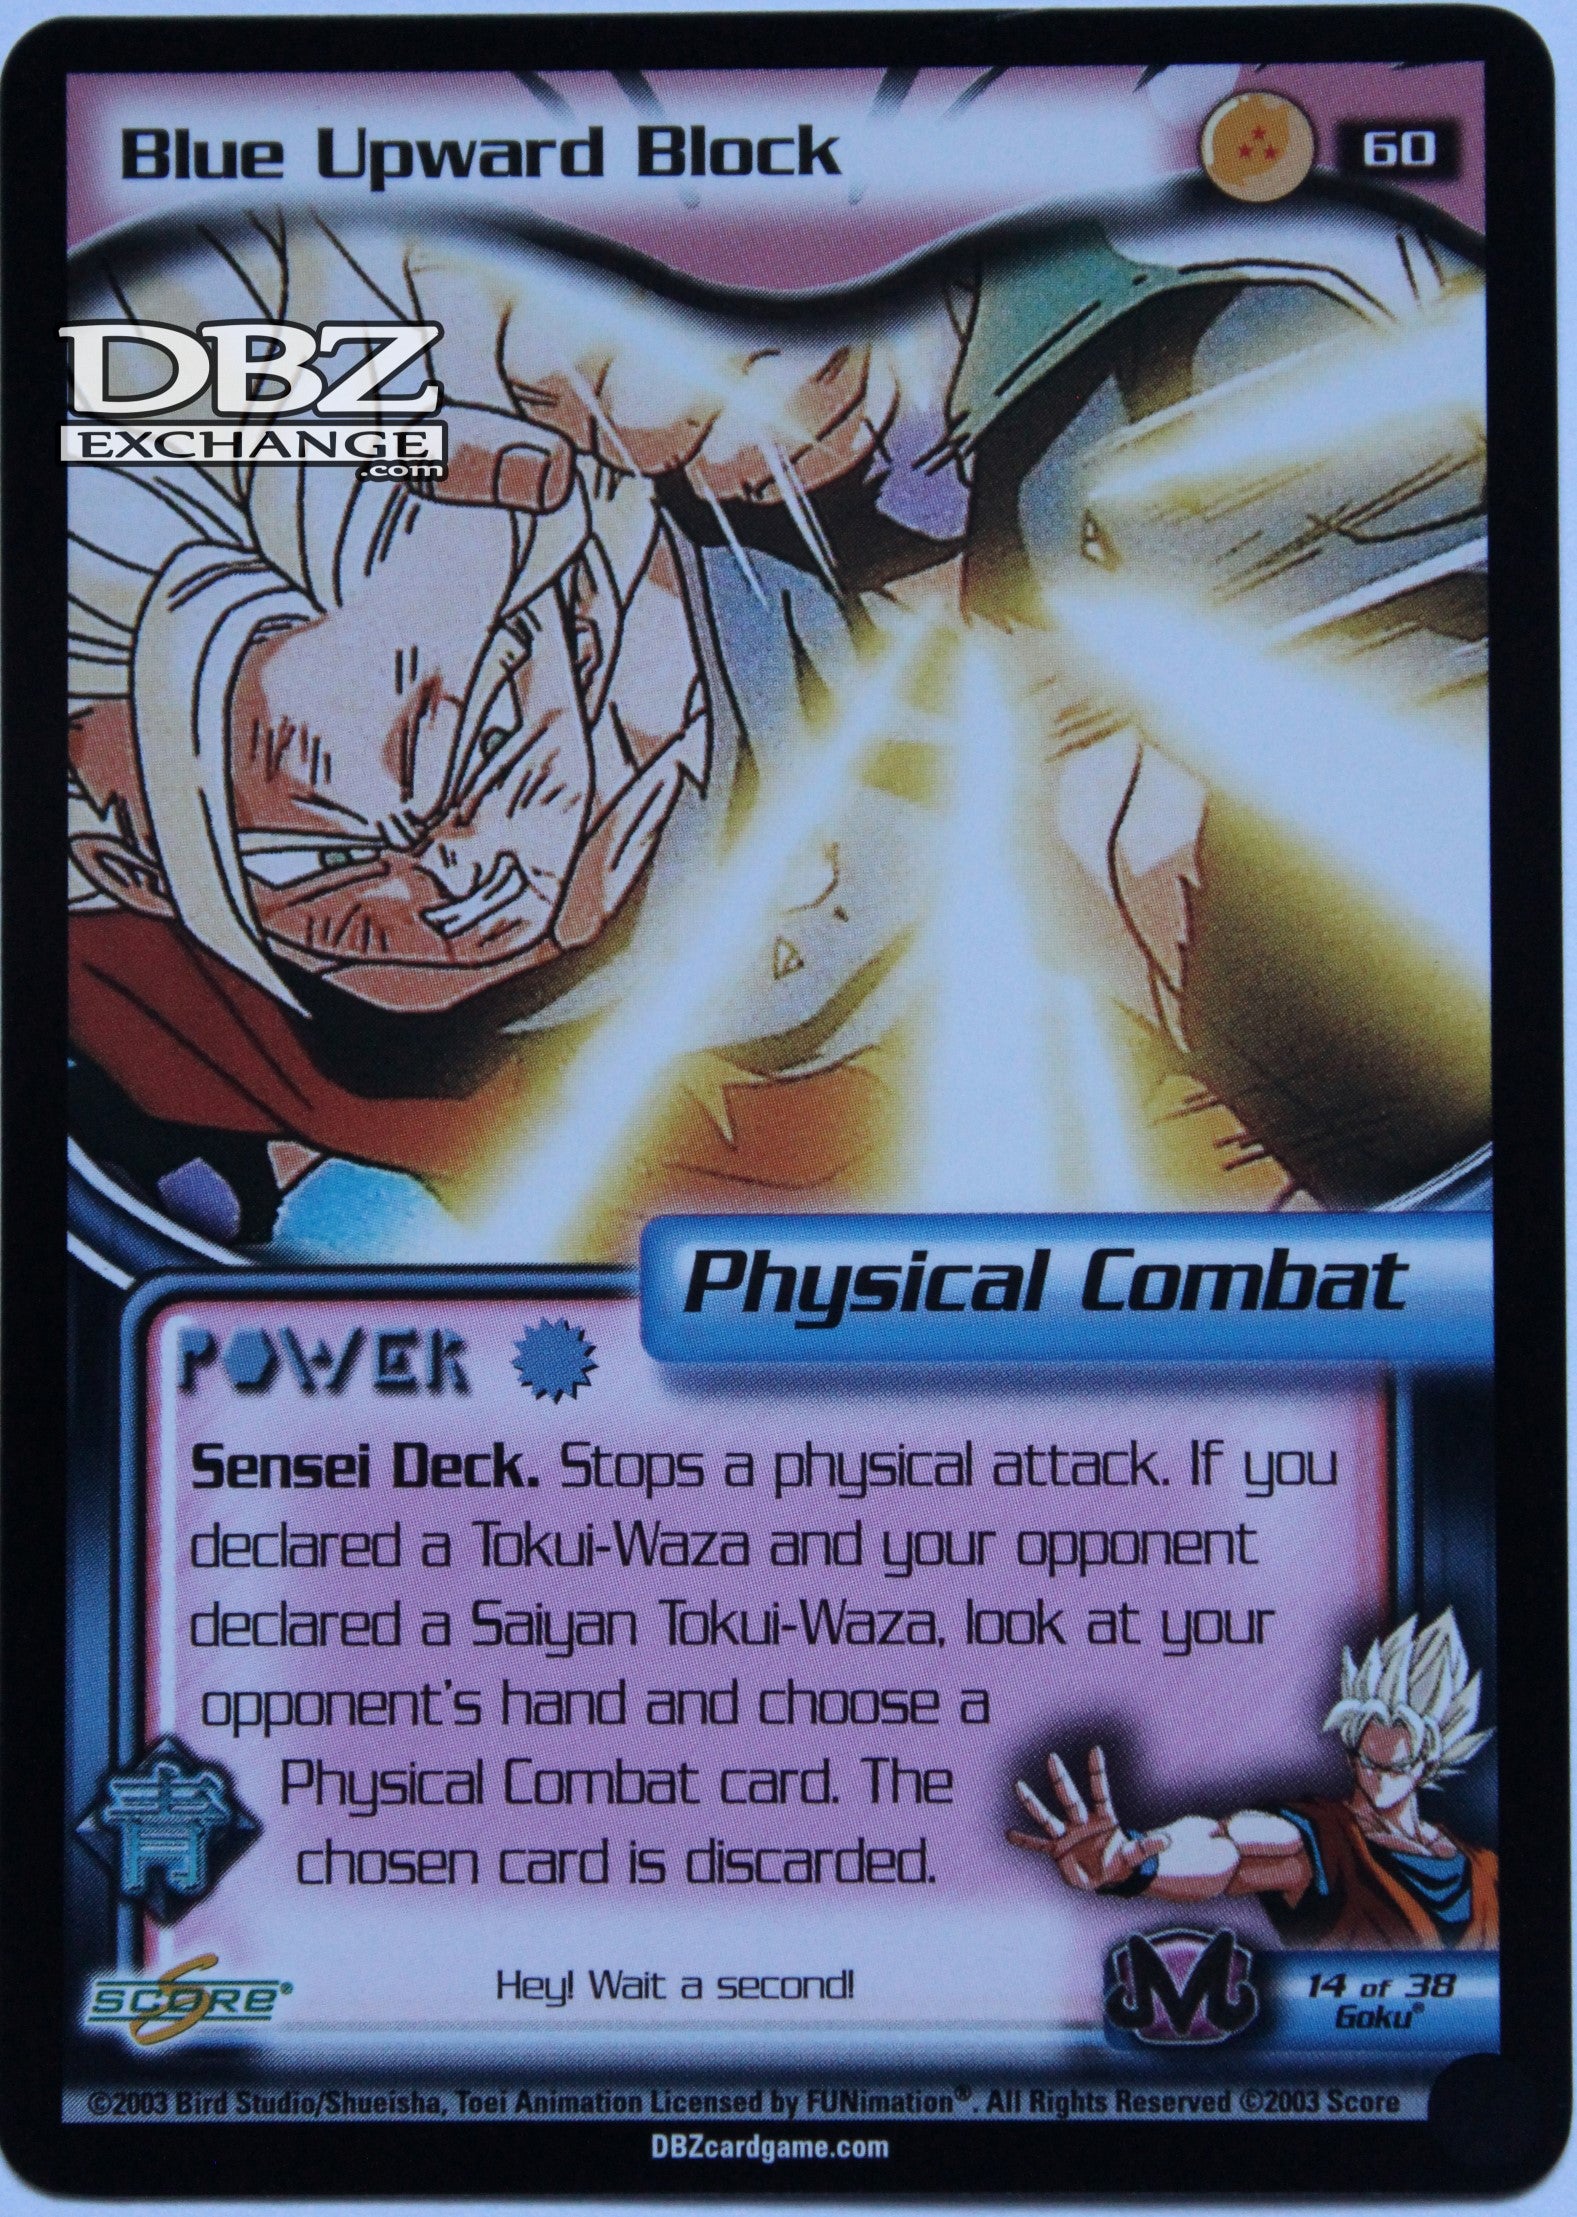 Blue Upward Block
60
DBZ
EXCHANGE
.com
Physical Combat
POWER
Sensei Deck. Stops a physical attack. If you
declared a Tokui-Waza and your opponent
declared a Saiyan Tokui-Waza, look at your
opponent's hand and choose a
Physical Combat card. The
chosen card is discarded.
青
Hey! Wait a second!
SCORE®
M
14 of 38
Goku®
©2003 Bird Studio/Shueisha, Toei Animation Licensed by FUNimation®. All Rights Reserved ©2003 Score
DBZcardgame.com